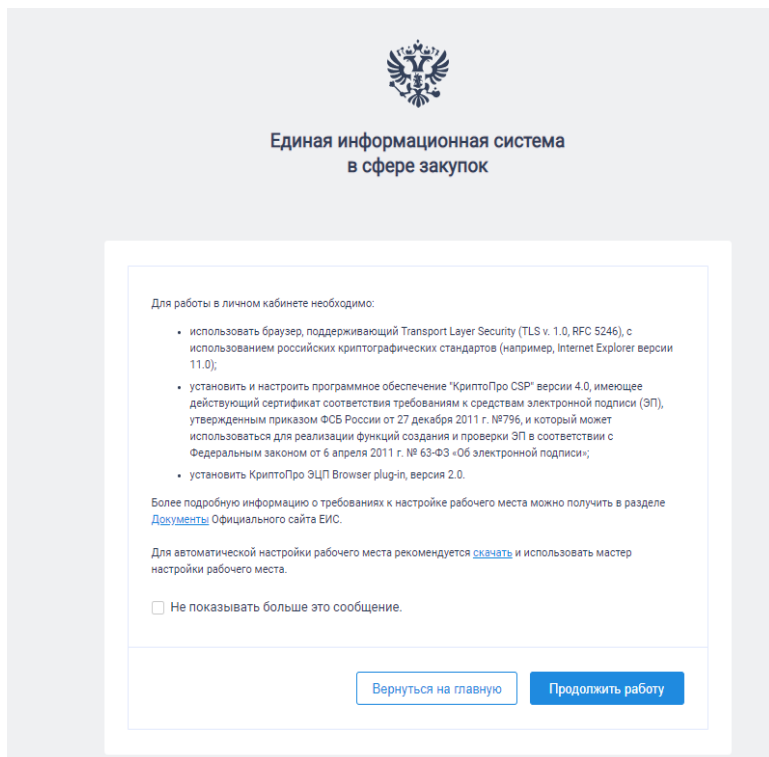 Единая информационная система
в сфере закупок
Для работы в личном кабинете необходимо:
• использовать браузер, поддерживающий Transport Layer Security (TLS v. 1.0, RFC 5246), с
использованием российских криптографических стандартов (например, Internet Explorer версии
11.0);
• установить и настроить программное обеспечение "КриптоПро CSP" версии 4.0, имеющее
действующий сертификат соответствия требованиям к средствам электронной подписи (ЭП),
утвержденным приказом ФСБ России от 27 декабря 2011 г. №796, и который может
использоваться для реализации функций создания и проверки ЭП в соответствии с
Федеральным законом от 6 апреля 2011 г. № 63-ФЗ «Об электронной подписи»;
• установить КриптоПро ЭЦП Browser plug-in, версия 2.0.
Более подробную информацию о требованиях к настройке рабочего места можно получить в разделе
Документы Официального сайта ЕИС.
Для автоматической настройки рабочего места рекомендуется скачать и использовать мастер
настройки рабочего места.
Не показывать больше это сообщение.
Вернуться на главную
Продолжить работу